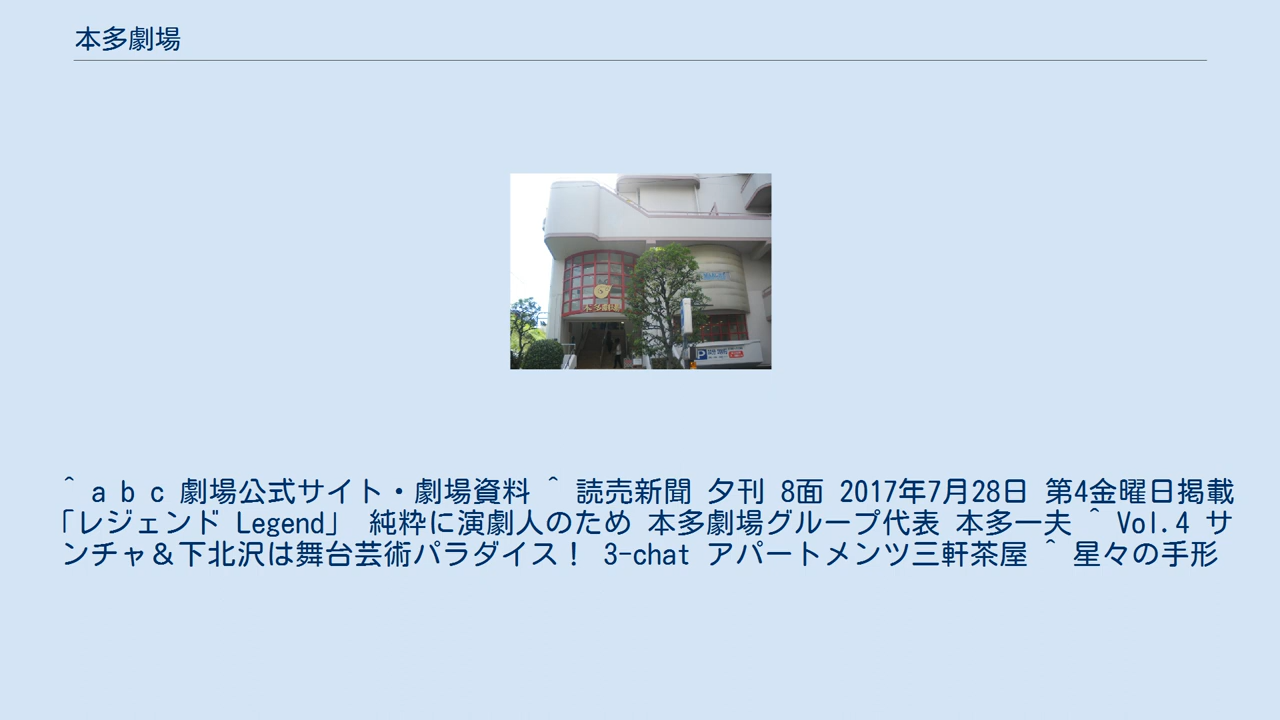 本多劇場
^ a b c 劇場公式サイト・劇場資料 ^ 読売新聞 夕刊 8面 2017年7月28日 第4金曜日掲載
「レジェンド Legend」 純粋に演劇人のため 本多劇場グループ代表 本多一夫 ^ Vol.4 サ
ンチャ＆下北沢は舞台芸術パラダイス！ 3-chat アパートメンツ三軒茶屋 ^ 星々の手形